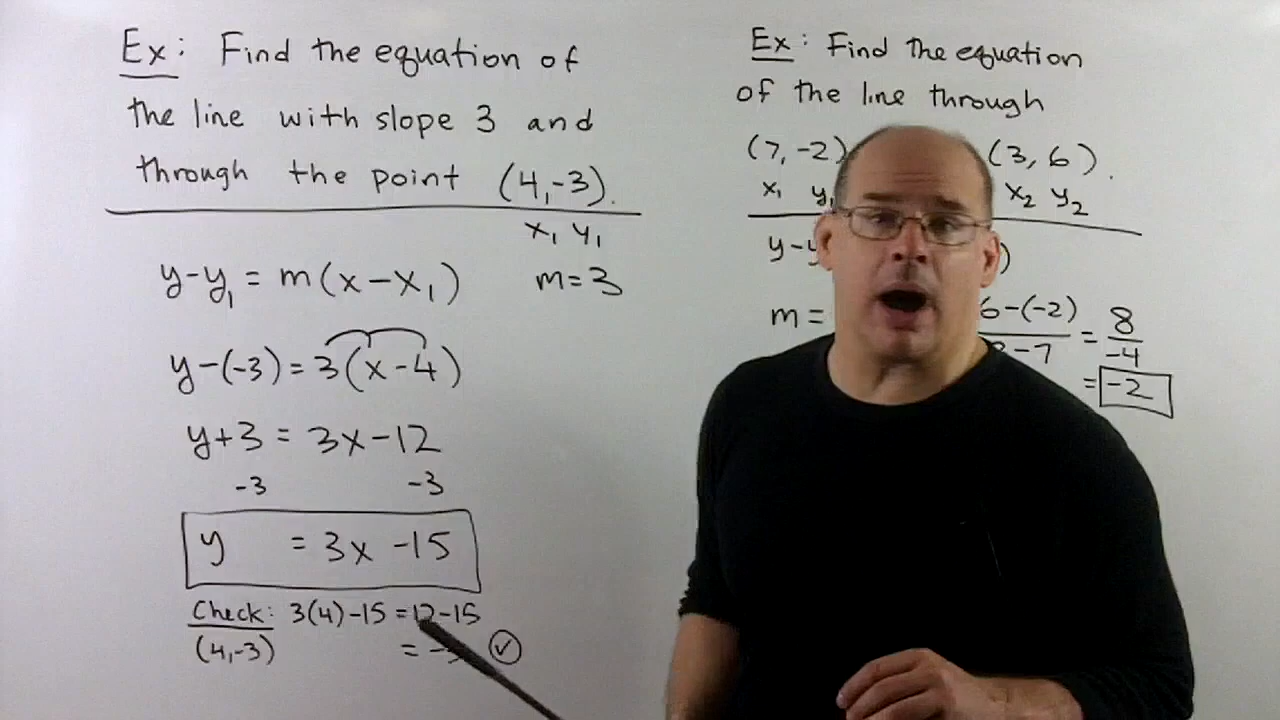 Ex: Find the equation of
the line with slope 3 and
through the point (4,-3).
x₁ y₁
y-y₁ = m(x-x₁)
m=3
y-(-3) = 3(x-4)
y+3 = 3x-12
-3 -3
y = 3x -15
Check: 3(4)-15 = 12-15
(4,-3) = -
Ex: Find the equation
of the line through
(7,-2) (3,6).
x₁ y x₂ y₂
y-y )
m= 6-(-2) = 8
-7 -4
= -2